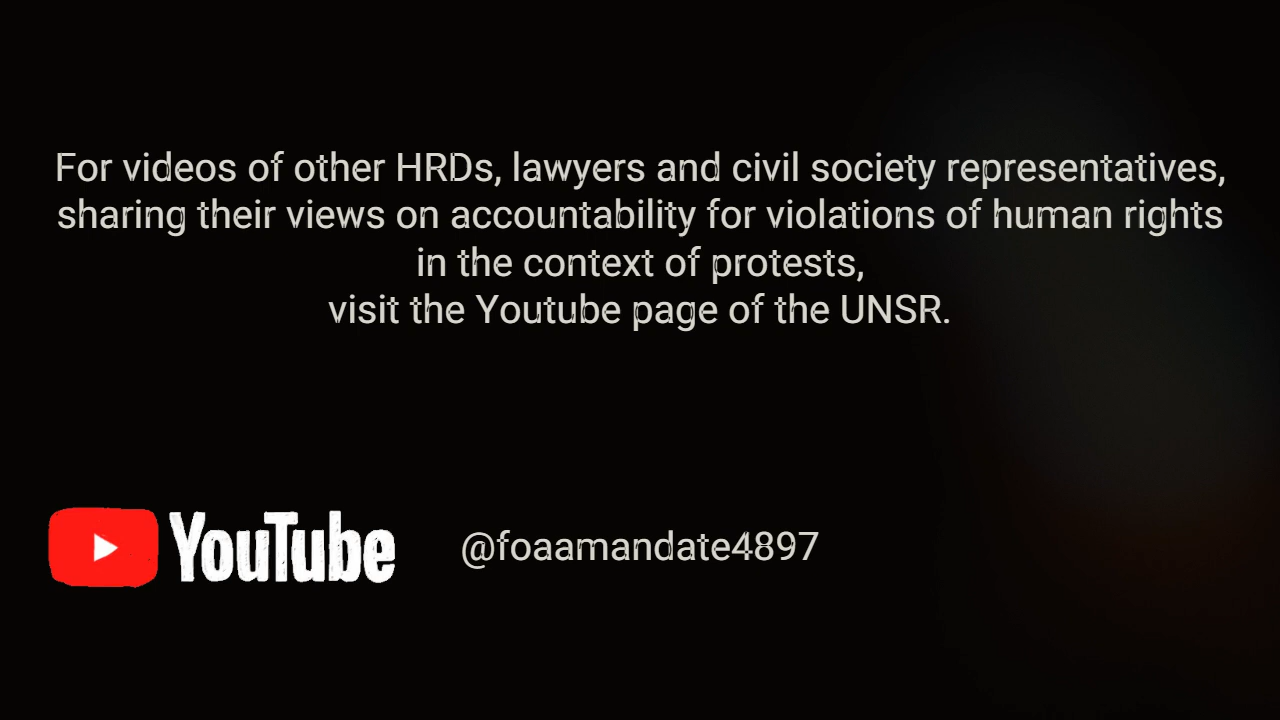 For videos of other HRDs, lawyers and civil society representatives,
sharing their views on accountability for violations of human rights
in the context of protests,
visit the Youtube page of the UNSR.
YouTube
@foaamandate4897